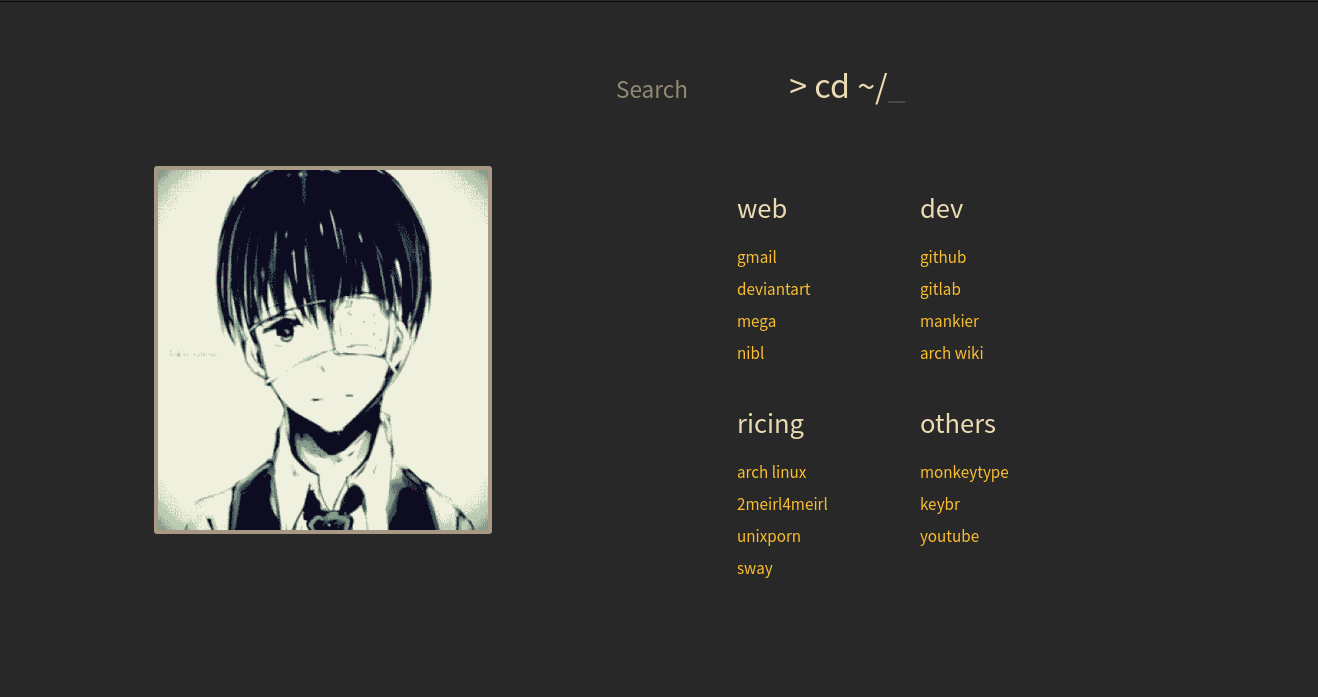 Search
> cd ~/_
web
gmail
deviantart
mega
nibl
dev
github
gitlab
mankier
arch wiki
ricing
arch linux
2meirl4meirl
unixporn
sway
others
monkeytype
keybr
youtube